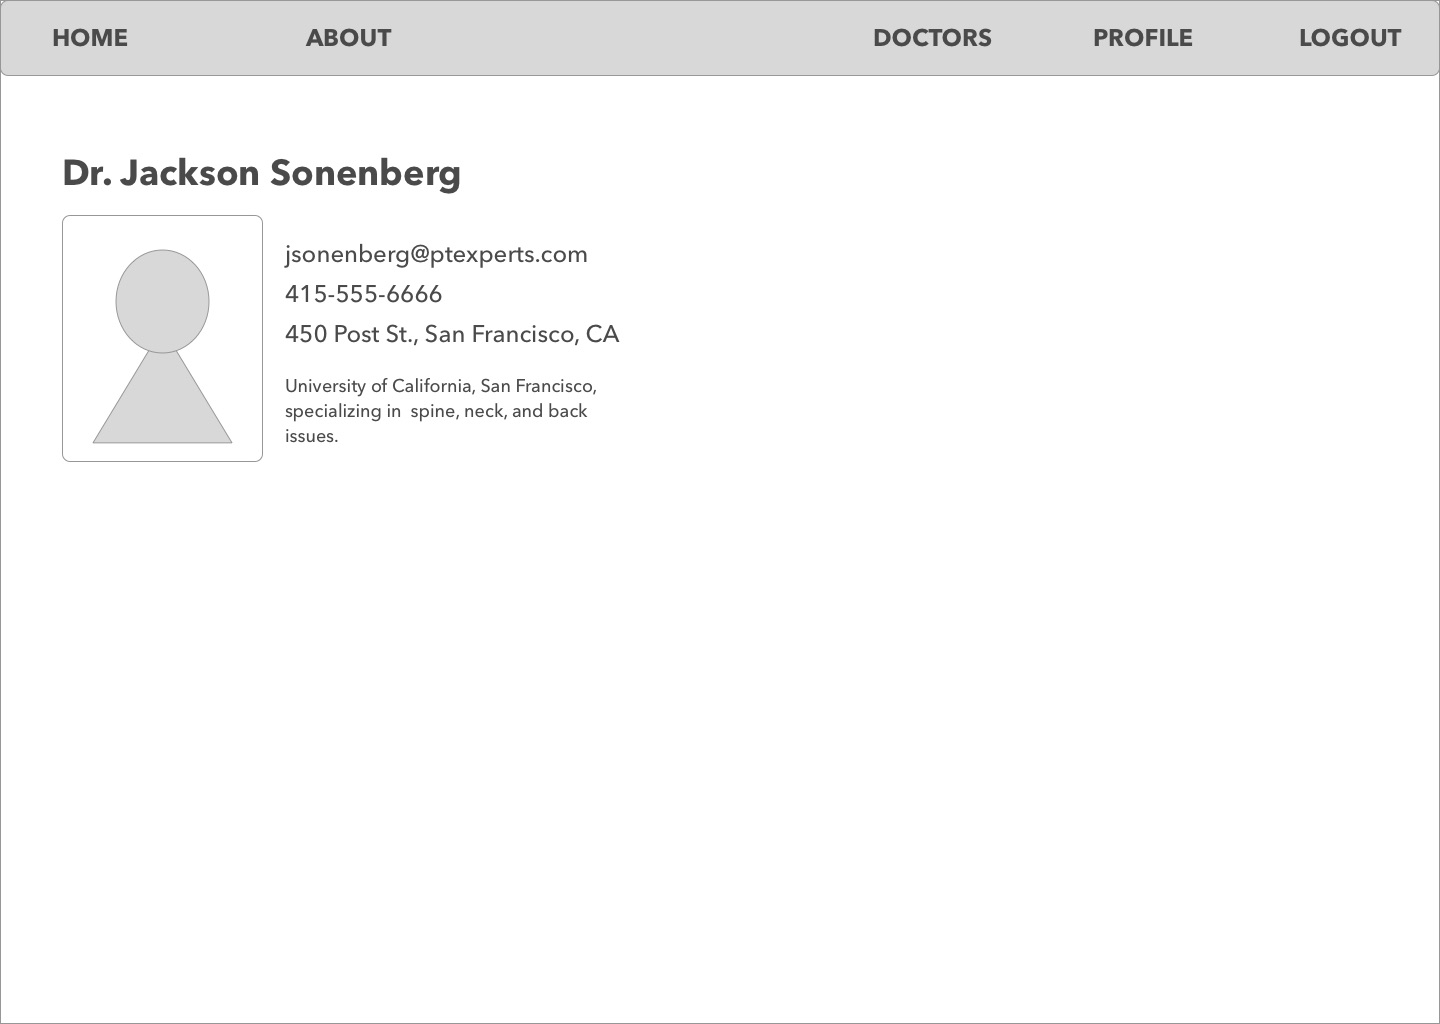 HOME ABOUT DOCTORS PROFILE LOGOUT
Dr. Jackson Sonenberg
jsonenberg@ptexperts.com
415-555-6666
450 Post St., San Francisco, CA
University of California, San Francisco,
specializing in  spine, neck, and back
issues.